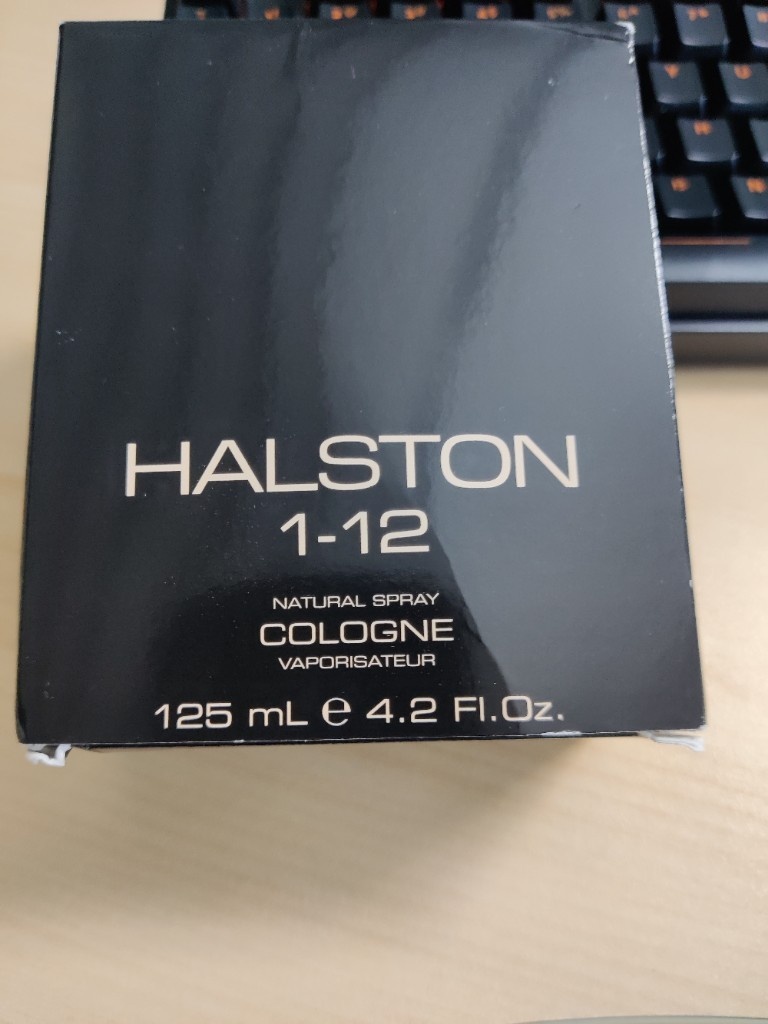 HALSTON
1-12
NATURAL SPRAY
COLOGNE
VAPORISATEUR
125 mL e 4.2 Fl.Oz.